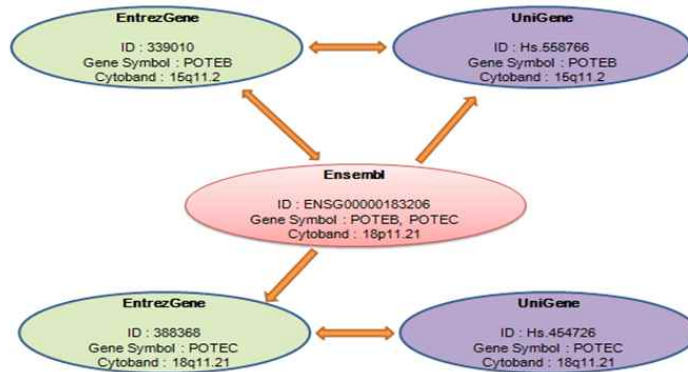 EntrezGene
ID : 339010
Gene Symbol : POTEB
Cytoband : 15q11.2
UniGene
ID : Hs.558766
Gene Symbol : POTEB
Cytoband : 15q11.2
Ensembl
ID : ENSG00000183206
Gene Symbol : POTEB, POTEC
Cytoband : 18p11.21
EntrezGene
ID : 388368
Gene Symbol : POTEC
Cytoband : 18q11.21
UniGene
ID : Hs.454726
Gene Symbol : POTEC
Cytoband : 18q11.21